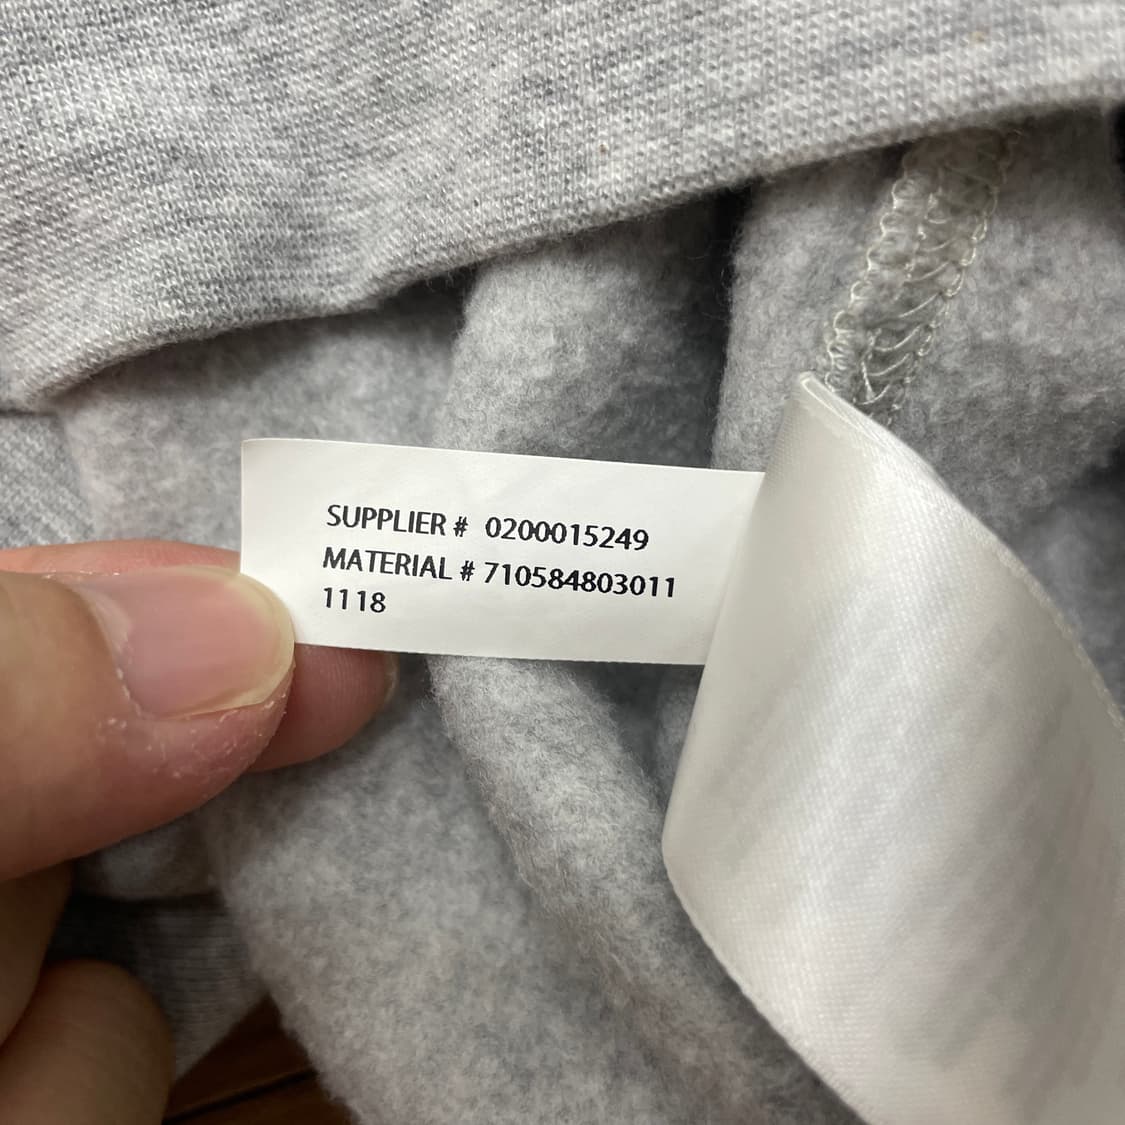 SUPPLIER # 0200015249
MATERIAL # 710584803011
1118